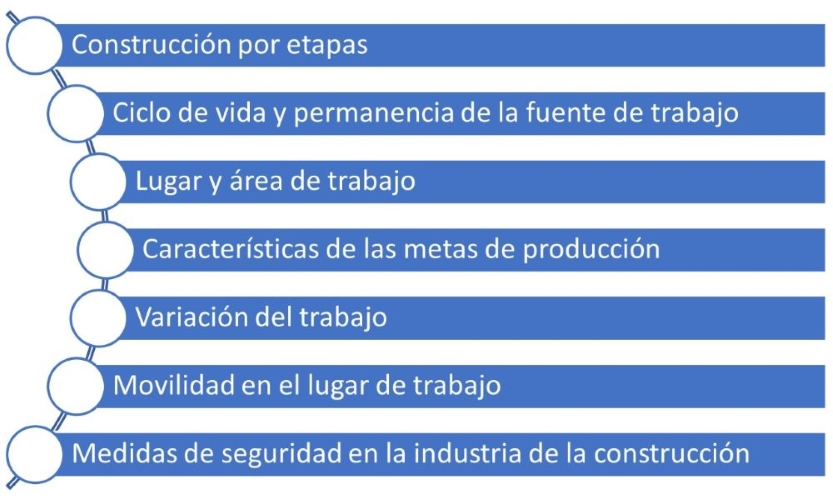 Construcción por etapas
Ciclo de vida y permanencia de la fuente de trabajo
Lugar y área de trabajo
Características de las metas de producción
Variación del trabajo
Movilidad en el lugar de trabajo
Medidas de seguridad en la industria de la construcción